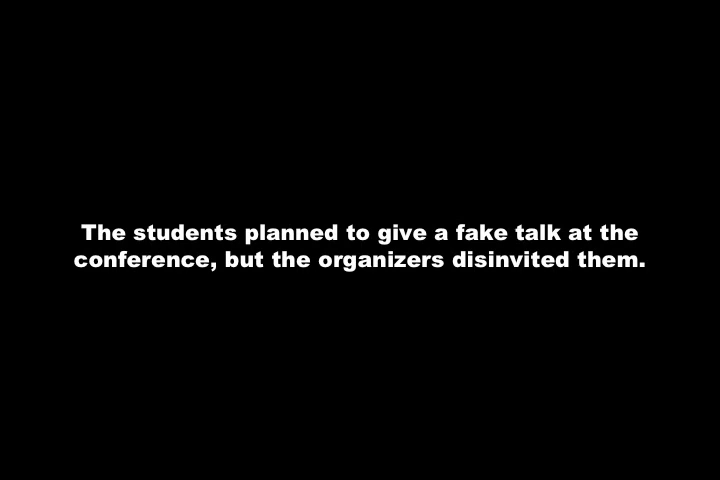 The students planned to give a fake talk at the
conference, but the organizers disinvited them.